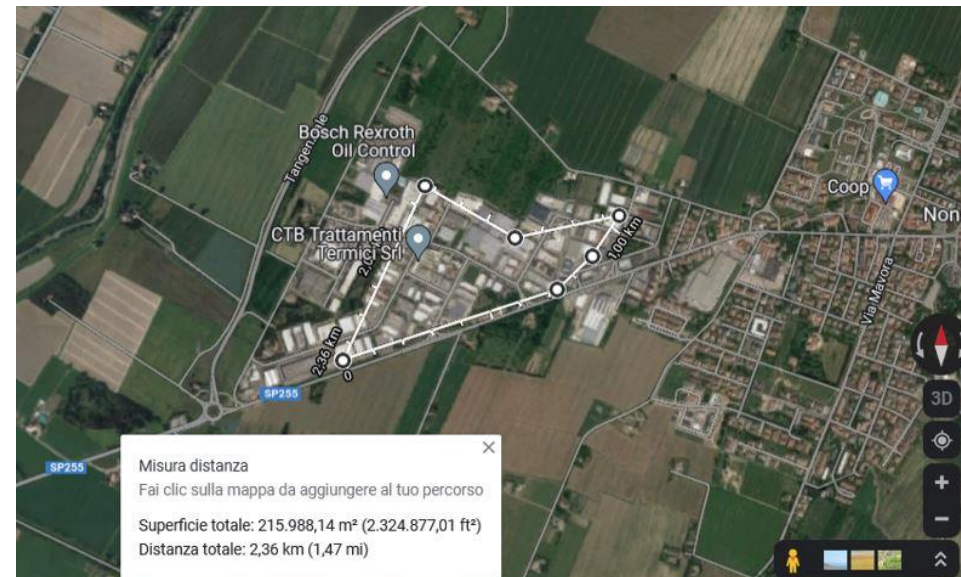 Bosch Rexroth
Oil Control
Tangenziale
Coop
Non
CTB Trattamenti
Termici Srl
1,00 km
Via Mavora
2,36 km
0
SP255
3D
SP255
Misura distanza
Fai clic sulla mappa da aggiungere al tuo percorso
Superficie totale: 215.988,14 m² (2.324.877,01 ft²)
Distanza totale: 2,36 km (1,47 mi)